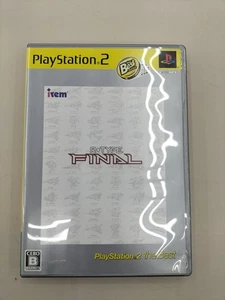 PlayStation 2
Best
irem
R-TYPE
FINAL
PlayStation 2 the Best
CERO
B